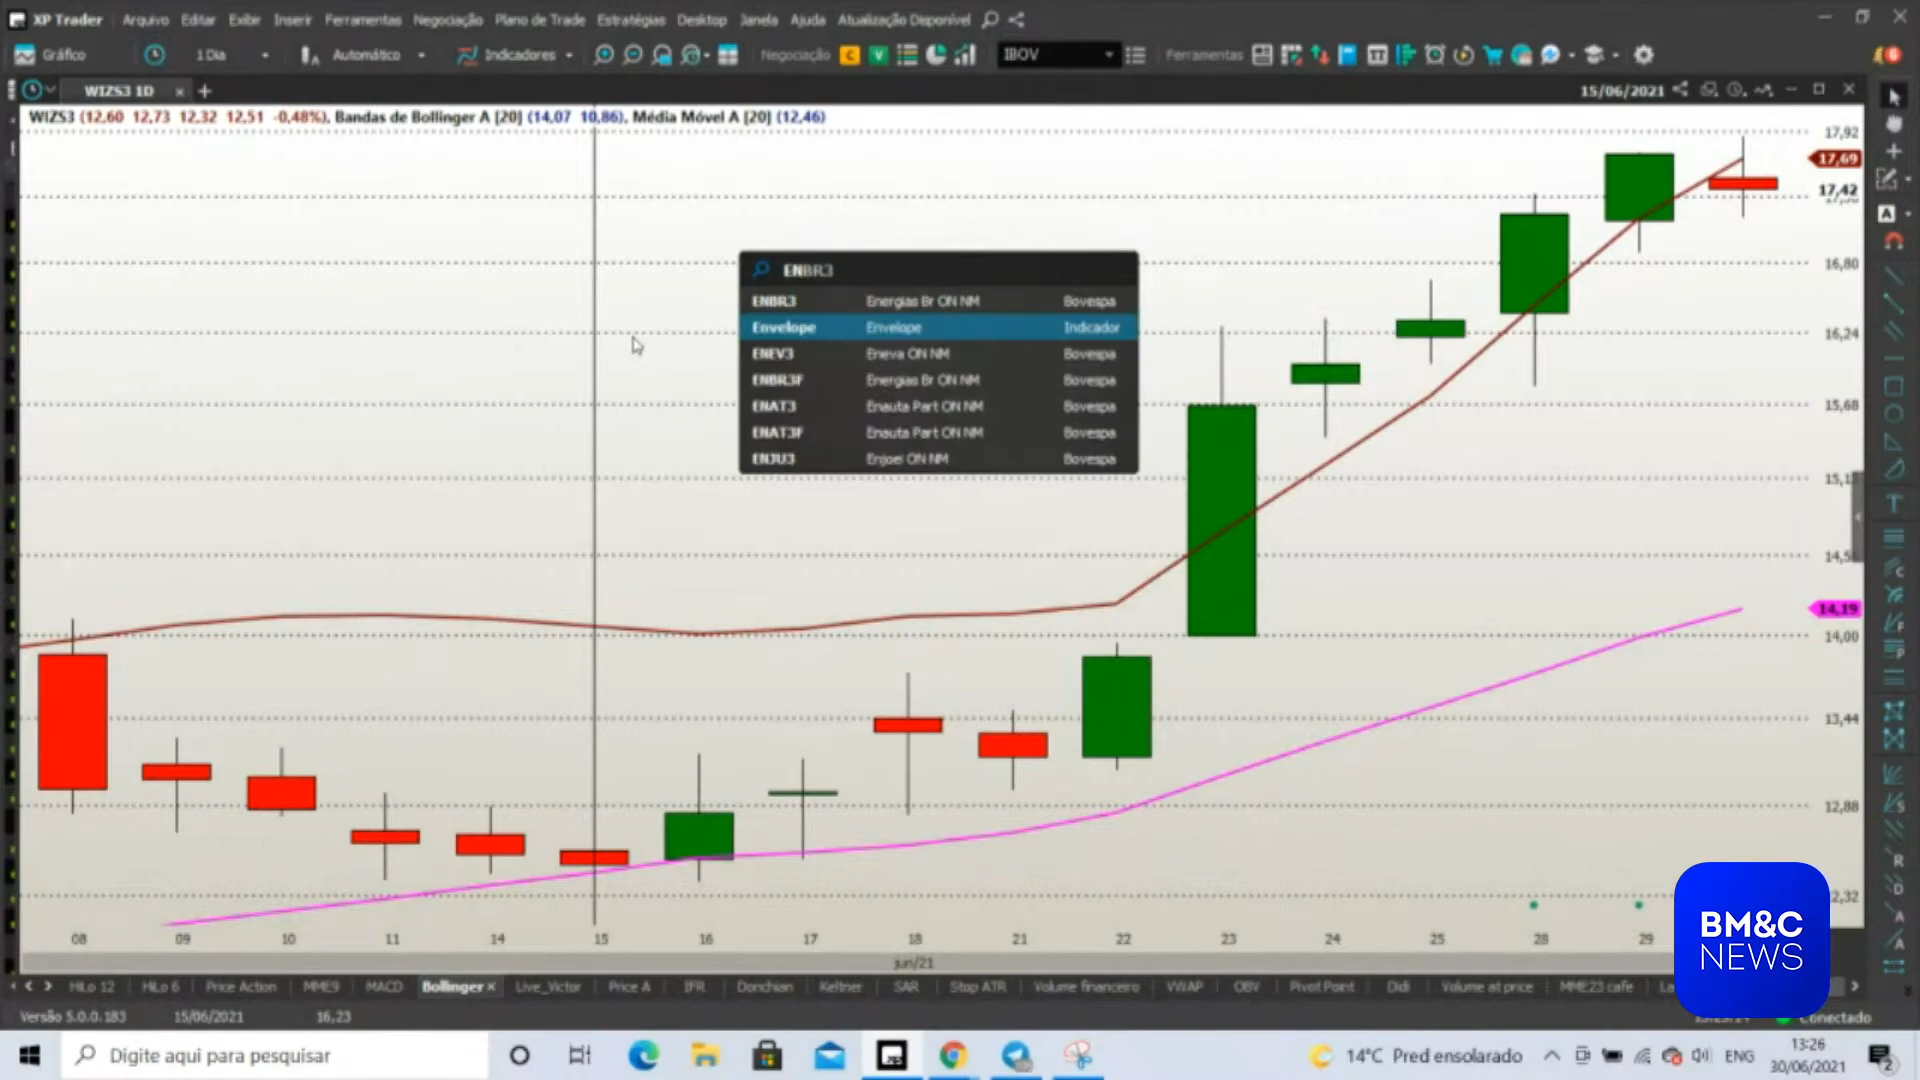 XP Trader Arquivo Editar Exibir Inserir Ferramentas Negociação Plano de Trade Estratégias Desktop Janela Ajuda Atualização Disponível
Gráfico 1 Dia Automático Indicadores Negociação C V IBOV Ferramentas
WIZS3 1D 15/06/2021
WIZS3 (12,60 12,73 12,32 12,51 -0,48%), Bandas de Bollinger A [20] (14,07 10,86), Média Móvel A [20] (12,46)
17,92
17,69
17,42
ENBR3
16,80
ENBR3 Energias Br ON NM Bovespa
Envelope Envelope Indicador
16,24
ENEV3 Eneva ON NM Bovespa
ENBR3F Energias Br ON NM Bovespa
ENAT3 Enauta Part ON NM Bovespa
15,68
ENAT3F Enauta Part ON NM Bovespa
ENJU3 Enjoei ON NM Bovespa
14,19
14,00
13,44
12,88
BM&C
NEWS
08 09 10 11 14 15 16 17 18 21 22 23 24 25 28 29
jun/21
HiLo 12 HiLo 6 Price Action MME9 MACD Bollinger Live_Victor Price A IFR Donchian Keltner SAR Stop ATR Volume financeiro VWAP OBV Pivot Point Didi Volume at price MME23 cafe
Versão 5.0.0.183 15/06/2021 16,23 Conectado
Digite aqui para pesquisar 14°C Pred ensolarado ENG 13:26
30/06/2021 2